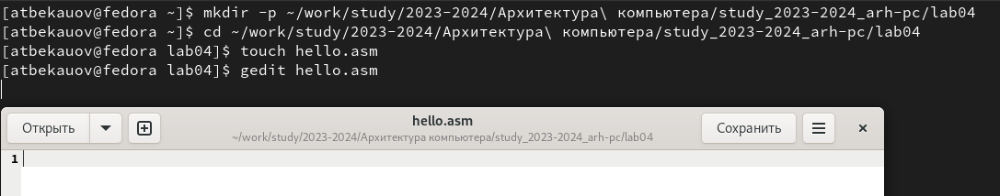 [atbekauov@fedora ~]$ mkdir -p ~/work/study/2023-2024/Архитектура\ компьютера/study_2023-2024_arh-pc/lab04
[atbekauov@fedora ~]$ cd ~/work/study/2023-2024/Архитектура\ компьютера/study_2023-2024_arh-pc/lab04
[atbekauov@fedora lab04]$ touch hello.asm
[atbekauov@fedora lab04]$ gedit hello.asm
Открыть
hello.asm
~/work/study/2023-2024/Архитектура компьютера/study_2023-2024_arh-pc/lab04
Сохранить
1